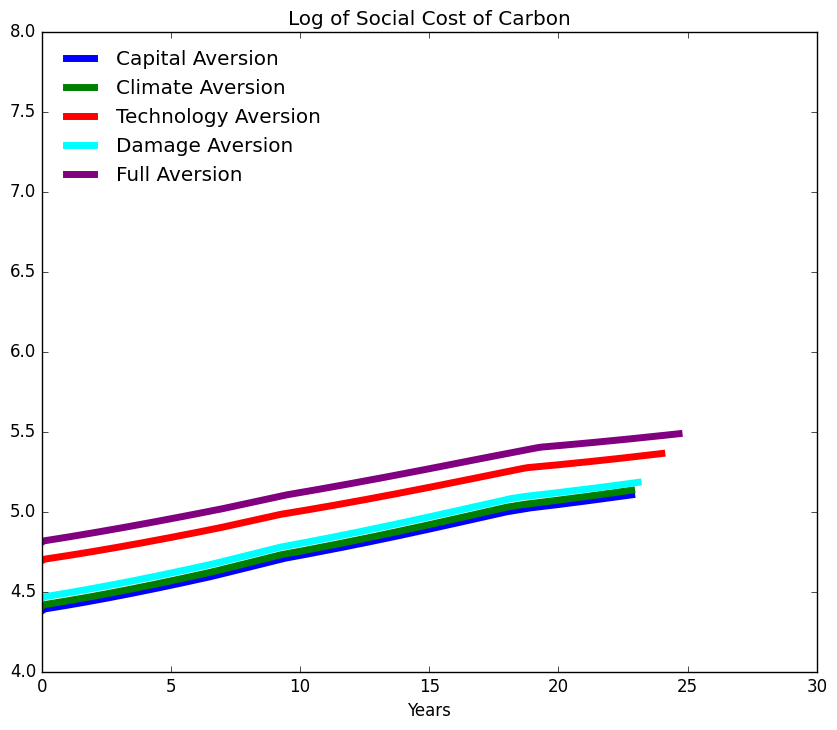 Log of Social Cost of Carbon
8.0
7.5
7.0
6.5
6.0
5.5
5.0
4.5
4.0
Capital Aversion
Climate Aversion
Technology Aversion
Damage Aversion
Full Aversion
0 5 10 15 20 25 30
Years